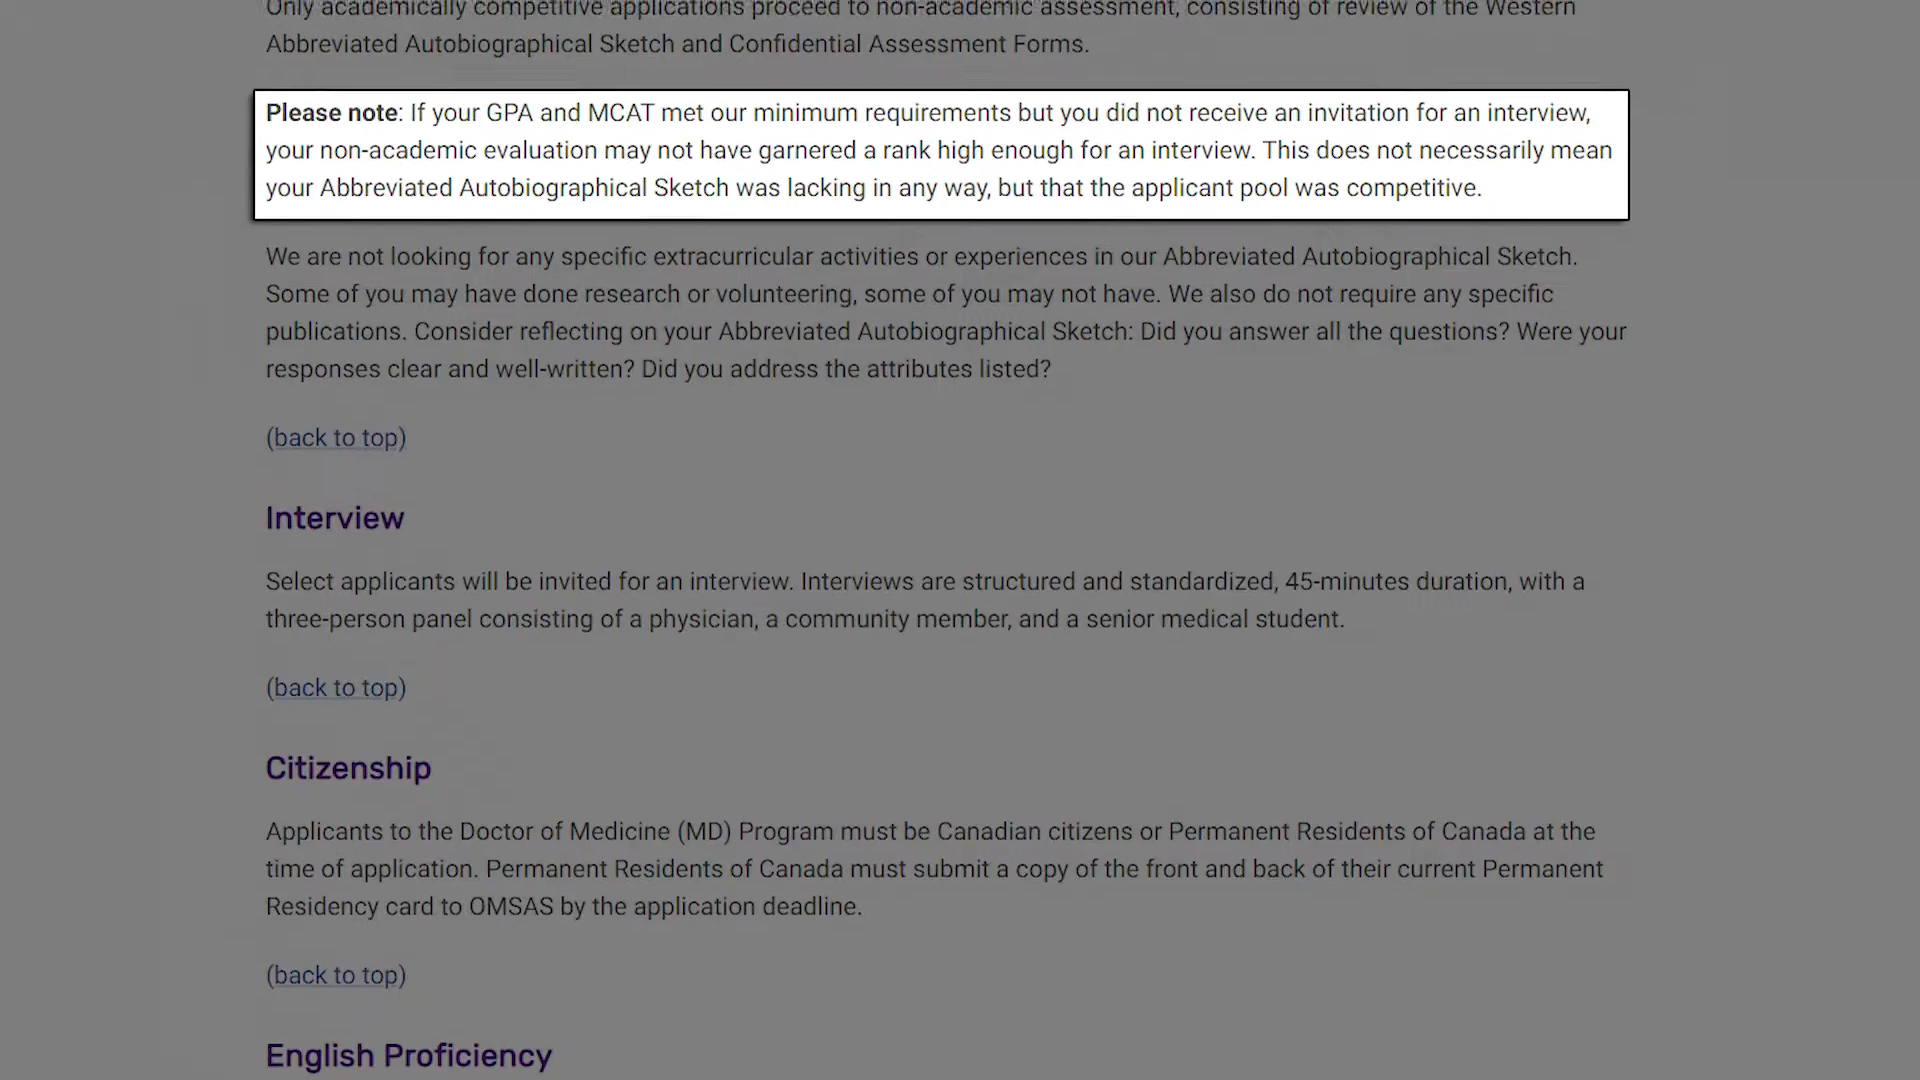 Only academically competitive applications proceed to non-academic assessment, consisting of review of the Western
Abbreviated Autobiographical Sketch and Confidential Assessment Forms.
Please note: If your GPA and MCAT met our minimum requirements but you did not receive an invitation for an interview,
your non-academic evaluation may not have garnered a rank high enough for an interview. This does not necessarily mean
your Abbreviated Autobiographical Sketch was lacking in any way, but that the applicant pool was competitive.
We are not looking for any specific extracurricular activities or experiences in our Abbreviated Autobiographical Sketch.
Some of you may have done research or volunteering, some of you may not have. We also do not require any specific
publications. Consider reflecting on your Abbreviated Autobiographical Sketch: Did you answer all the questions? Were your
responses clear and well-written? Did you address the attributes listed?
(back to top)
Interview
Select applicants will be invited for an interview. Interviews are structured and standardized, 45-minutes duration, with a
three-person panel consisting of a physician, a community member, and a senior medical student.
(back to top)
Citizenship
Applicants to the Doctor of Medicine (MD) Program must be Canadian citizens or Permanent Residents of Canada at the
time of application. Permanent Residents of Canada must submit a copy of the front and back of their current Permanent
Residency card to OMSAS by the application deadline.
(back to top)
English Proficiency